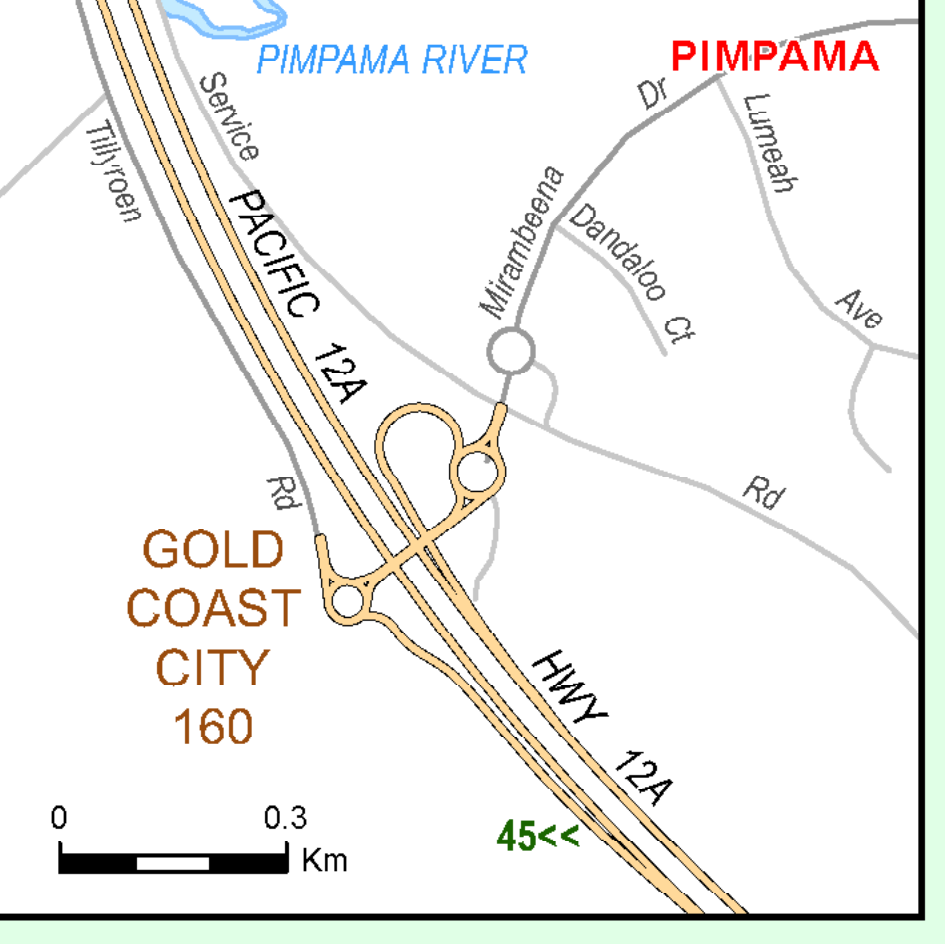 PIMPAMA RIVER
PIMPAMA
Service
Dr
Lumeah
Tillyroen
PACIFIC 12A
Mirambeena
Dandaloo Ct
Ave
Rd
Rd
GOLD
COAST
CITY
160
HWY 12A
0 0.3
Km
45<<